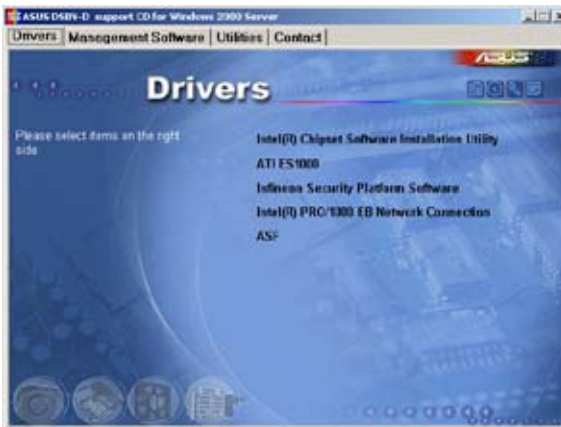 ASUS DSBV-D support CD for Windows 2000 Server
Drivers Management Software Utilities Contact
ASUS
Drivers
Please select items on the right
side
Intel(R) Chipset Software Installation Utility
ATI ES1000
Infineon Security Platform Software
Intel(R) PRO/1000 EB Network Connection
ASF